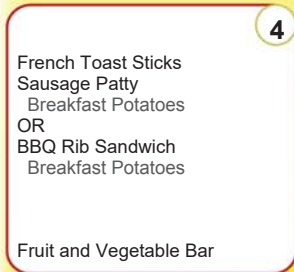 4
French Toast Sticks
Sausage Patty
Breakfast Potatoes
OR
BBQ Rib Sandwich
Breakfast Potatoes
Fruit and Vegetable Bar